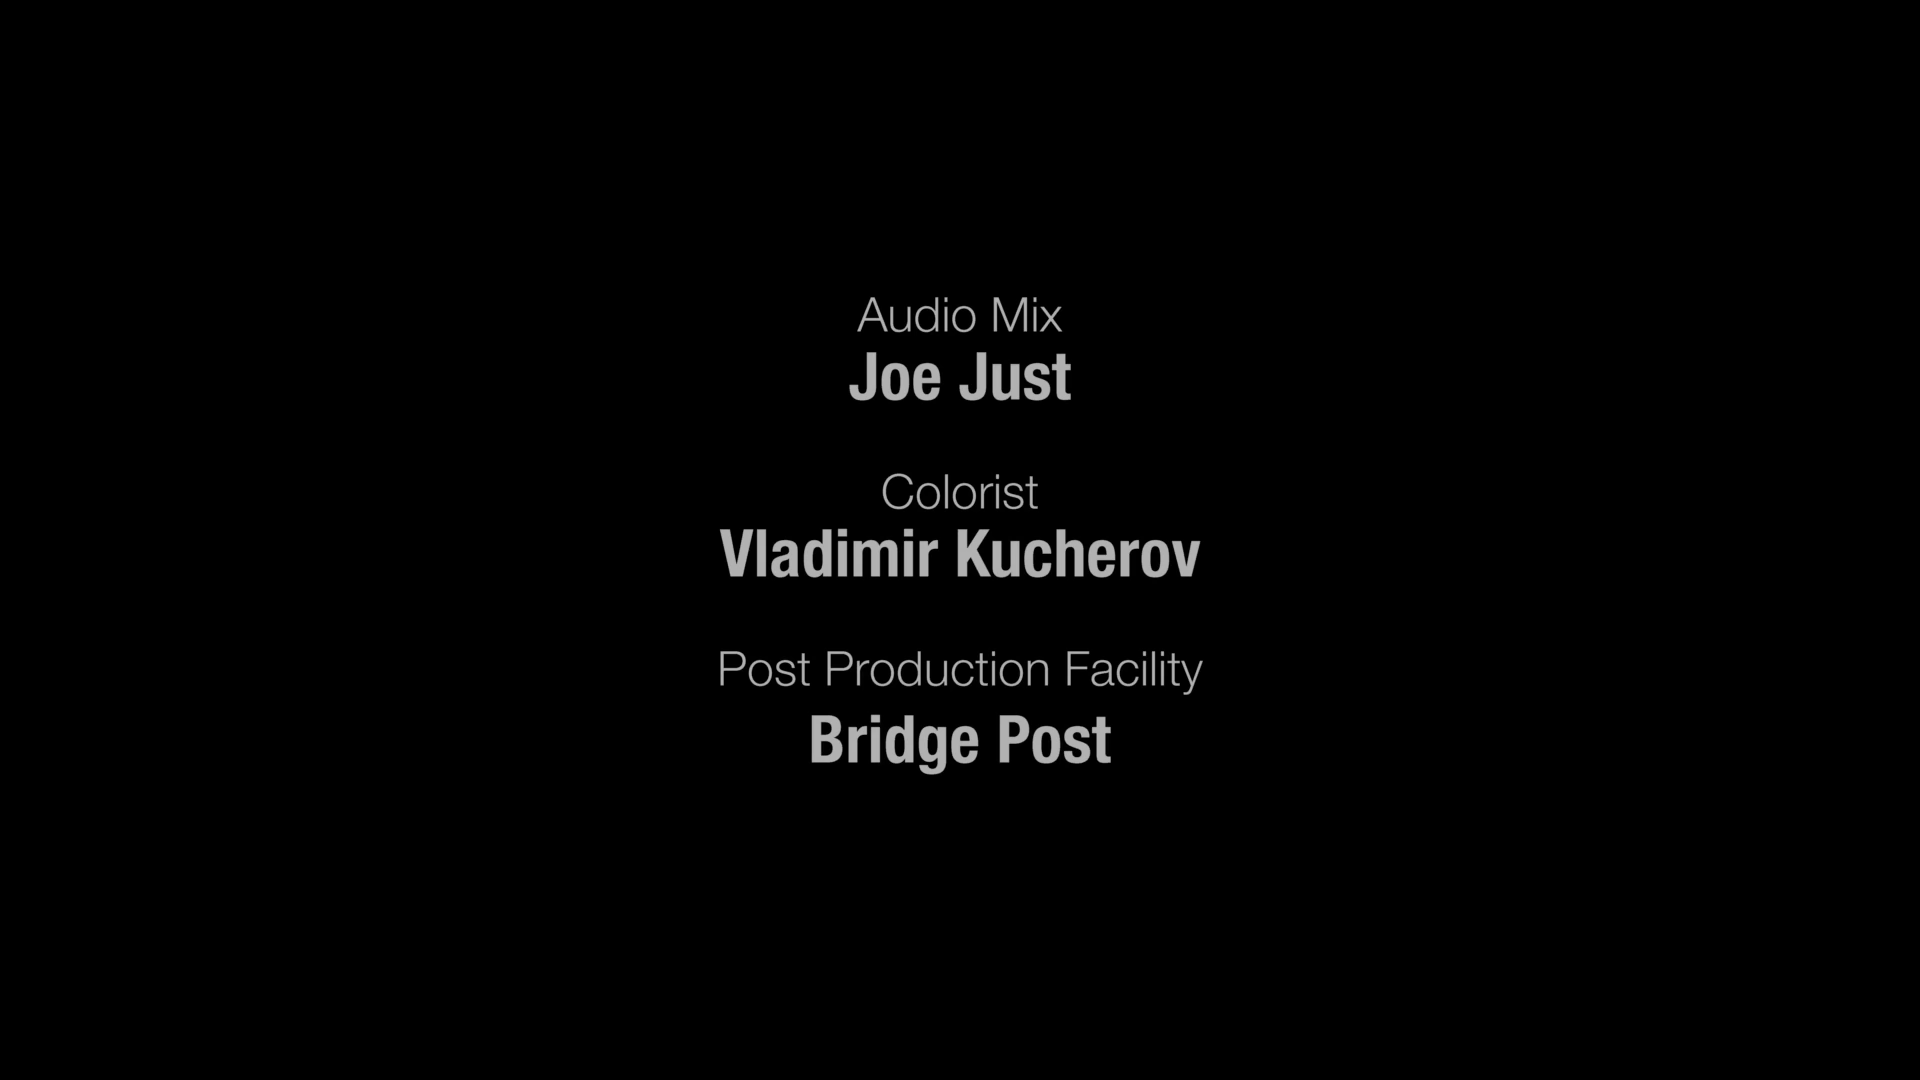 Audio Mix
Joe Just
Colorist
Vladimir Kucherov
Post Production Facility
Bridge Post